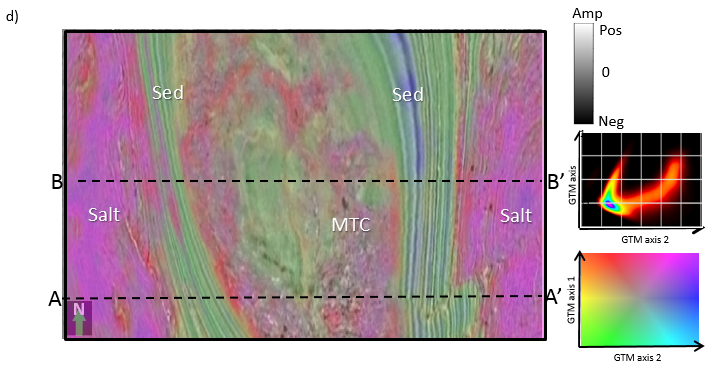 d)
Sed
Sed
B
B'
Salt
MTC
Salt
A
A'
N
Amp
Pos
0
Neg
GTM axis
GTM axis 2
GTM axis 1
GTM axis 2